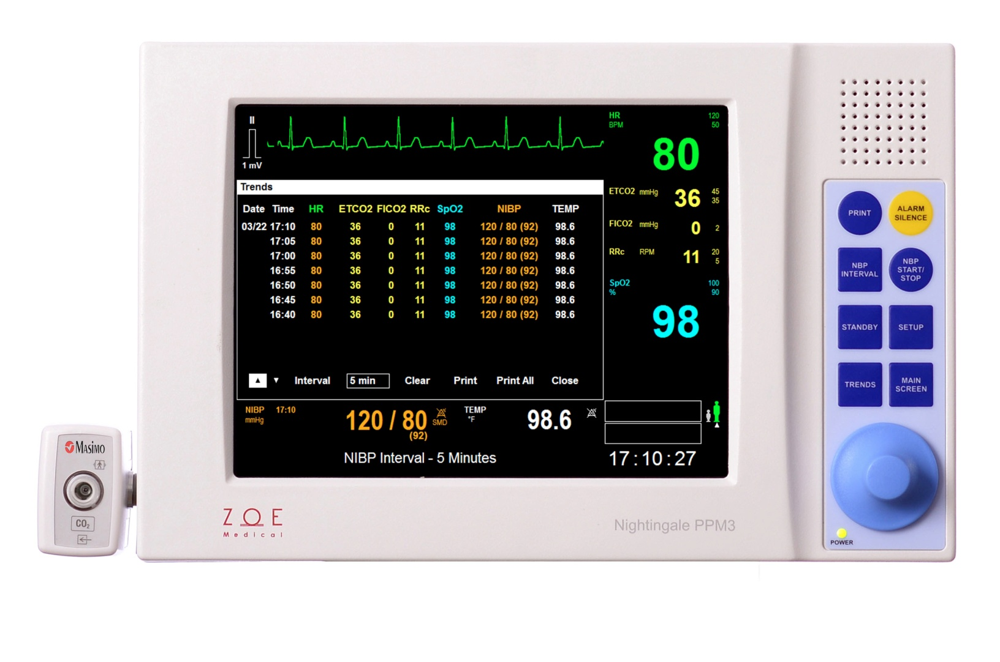 II
1 mV
HR 120
BPM 50
80
Trends
Date Time HR ETCO2 FICO2 RRc SpO2 NIBP TEMP
03/22 17:10 80 36 0 11 98 120 / 80 (92) 98.6
17:05 80 36 0 11 98 120 / 80 (92) 98.6
17:00 80 36 0 11 98 120 / 80 (92) 98.6
16:55 80 36 0 11 98 120 / 80 (92) 98.6
16:50 80 36 0 11 98 120 / 80 (92) 98.6
16:45 80 36 0 11 98 120 / 80 (92) 98.6
16:40 80 36 0 11 98 120 / 80 (92) 98.6
Interval 5 min Clear Print Print All Close
ETCO2 mmHg 36 45
35
FICO2 mmHg 0 2
RRc RPM 11 20
5
SpO2 100
% 90
98
NIBP 17:10
mmHg
120 / 80
(92)
SMD
TEMP
°F
98.6
NIBP Interval - 5 Minutes
17:10:27
PRINT
ALARM
SILENCE
NBP
INTERVAL
NBP
START/
STOP
STANDBY
SETUP
TRENDS
MAIN
SCREEN
POWER
Masimo
CO2
ZOE
Medical
Nightingale PPM3